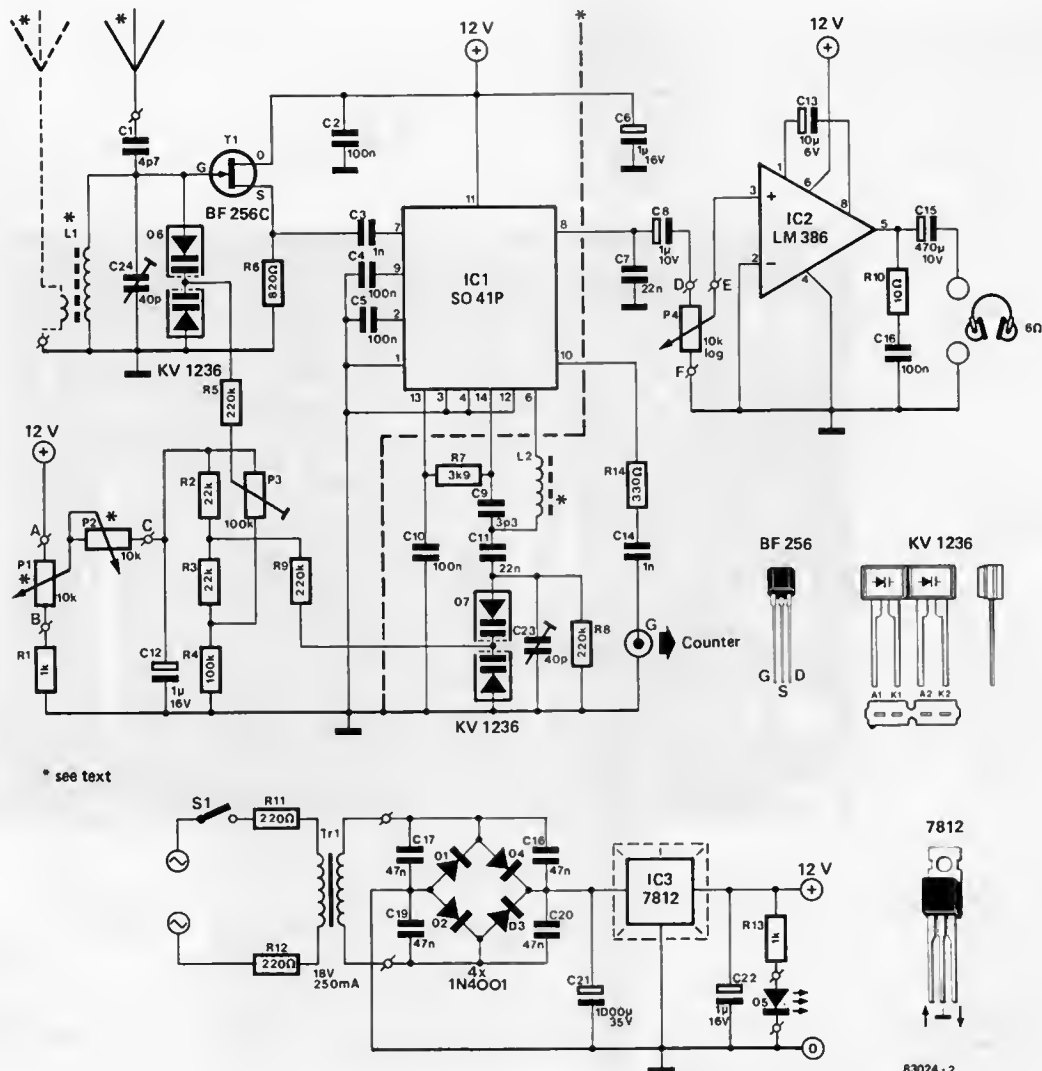 *
*
12 V
+
*
12 V
+
C1
4p7
T1
G
D
S
BF 256C
C2
100n
C6
1µ
16V
C13
10µ
6V
*
L1
C24
40p
D6
KV 1236
R6
820Ω
C3
1n
C4
100n
C5
100n
7
9
2
1
11
IC1
SO 41P
8
10
13
3
4
14
12
6
C8
1µ
10V
C7
22n
D
E
P4
10k
log
F
1
6
8
3
+
2
−
4
5
IC2
LM 386
C15
470µ
10V
R10
10Ω
C16
100n
6Ω
R5
220k
12 V
+
A
P1
*
10k
B
R1
1k
P2
*
10k
C
R2
22k
P3
100k
R3
22k
R4
100k
C12
1µ
16V
R9
220k
R7
3k9
C9
3p3
L2
*
C10
100n
C11
22n
D7
C23
40p
R8
220k
KV 1236
R14
330Ω
C14
1n
G
Counter
BF 256
G
S
D
KV 1236
A1 K1 A2 K2
* see text
S1
R11
220Ω
R12
220Ω
Tr1
18V
250mA
C17
47n
C19
47n
D1
D4
D2
D3
4x
1N4001
C16
47n
C20
47n
C21
1000µ
35V
IC3
7812
C22
1µ
16V
12 V
+
R13
1k
D5
0
7812
83024 - 2